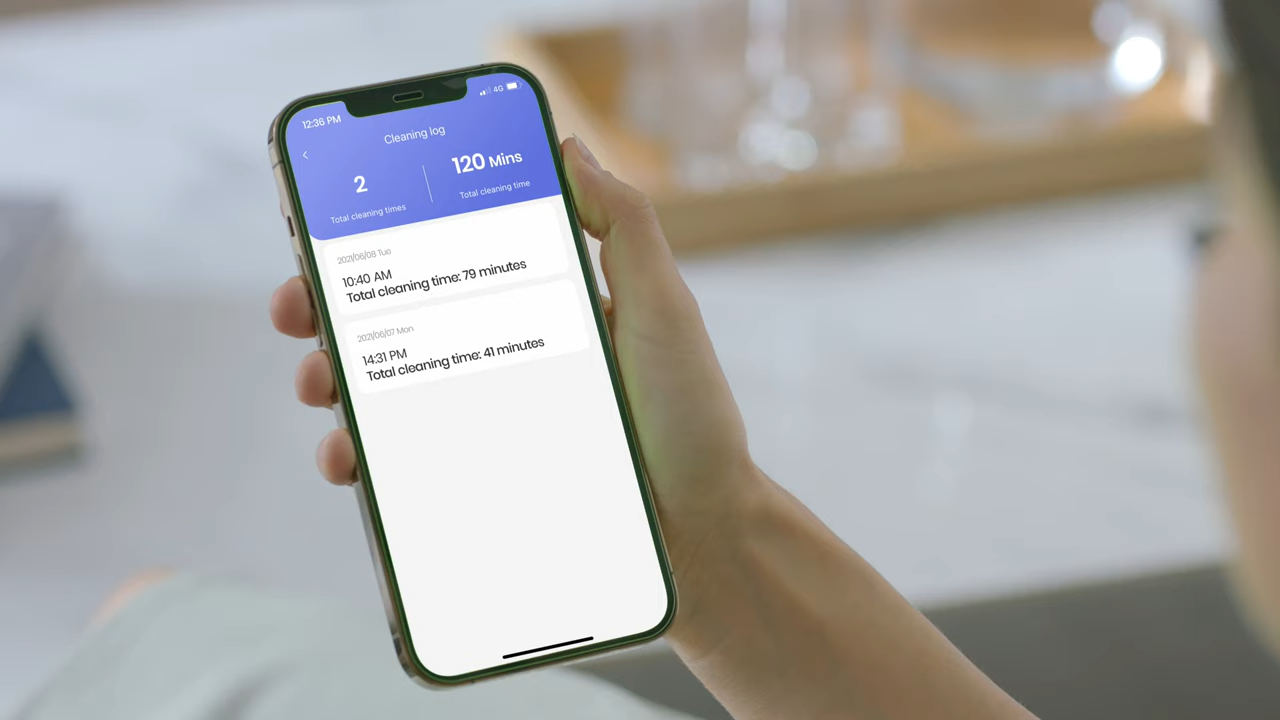 12:36 PM
4G
Cleaning log
2
Total cleaning times
120 Mins
Total cleaning time
2021/06/08 Tue
10:40 AM
Total cleaning time: 79 minutes
2021/06/07 Mon
14:31 PM
Total cleaning time: 41 minutes